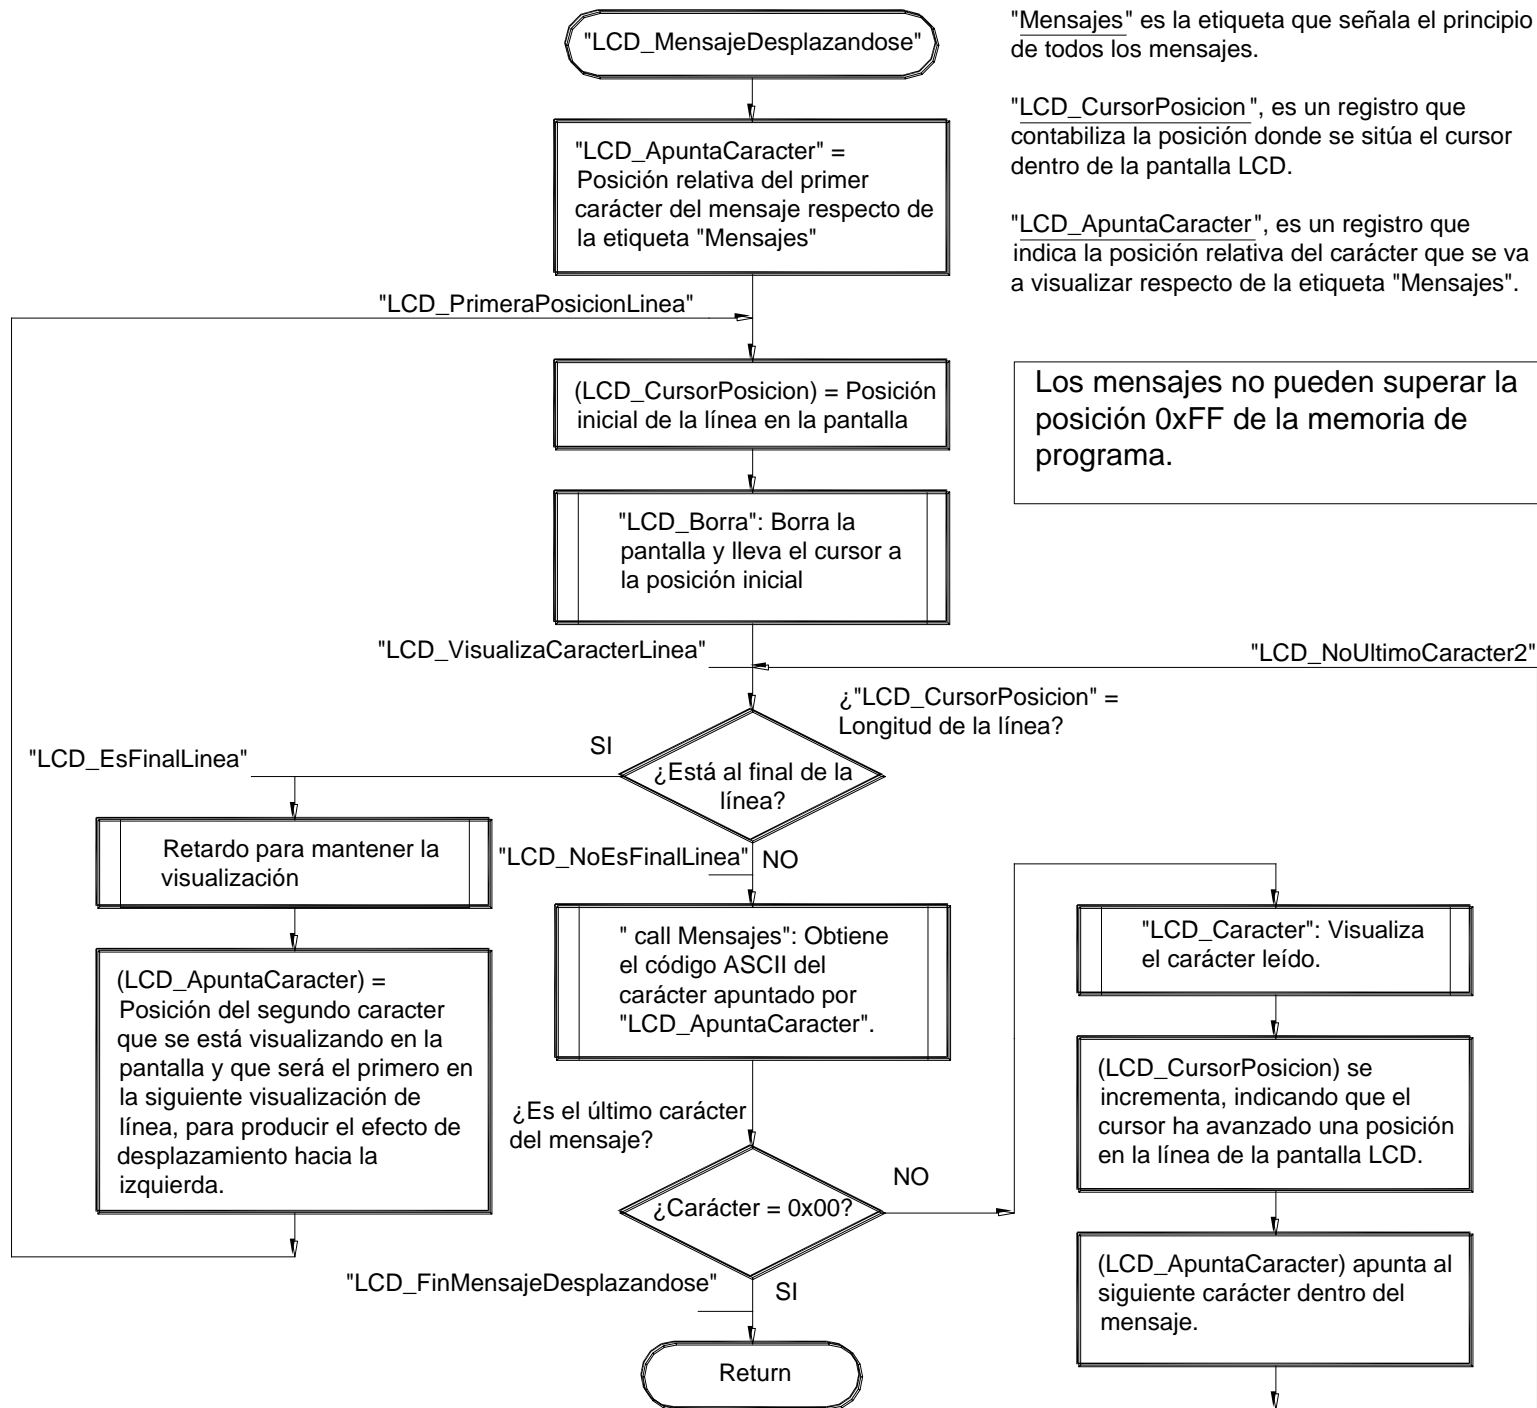 "LCD_MensajeDesplazandose"
"Mensajes" es la etiqueta que señala el principio
de todos los mensajes.
"LCD_CursorPosicion", es un registro que
contabiliza la posición donde se sitúa el cursor
dentro de la pantalla LCD.
"LCD_ApuntaCaracter", es un registro que
indica la posición relativa del carácter que se va
a visualizar respecto de la etiqueta "Mensajes".
"LCD_ApuntaCaracter" =
Posición relativa del primer
carácter del mensaje respecto de
la etiqueta "Mensajes"
"LCD_PrimeraPosicionLinea"
(LCD_CursorPosicion) = Posición
inicial de la línea en la pantalla
Los mensajes no pueden superar la
posición 0xFF de la memoria de
programa.
"LCD_Borra": Borra la
pantalla y lleva el cursor a
la posición inicial
"LCD_VisualizaCaracterLinea"
"LCD_NoUltimoCaracter2"
¿"LCD_CursorPosicion" =
Longitud de la línea?
¿Está al final de la
línea?
SI
"LCD_EsFinalLinea"
Retardo para mantener la
visualización
(LCD_ApuntaCaracter) =
Posición del segundo caracter
que se está visualizando en la
pantalla y que será el primero en
la siguiente visualización de
línea, para producir el efecto de
desplazamiento hacia la
izquierda.
"LCD_NoEsFinalLinea"
NO
" call Mensajes": Obtiene
el código ASCII del
carácter apuntado por
"LCD_ApuntaCaracter".
¿Es el último carácter
del mensaje?
¿Carácter = 0x00?
NO
"LCD_Caracter": Visualiza
el carácter leído.
(LCD_CursorPosicion) se
incrementa, indicando que el
cursor ha avanzado una posición
en la línea de la pantalla LCD.
(LCD_ApuntaCaracter) apunta al
siguiente carácter dentro del
mensaje.
"LCD_FinMensajeDesplazandose"
SI
Return